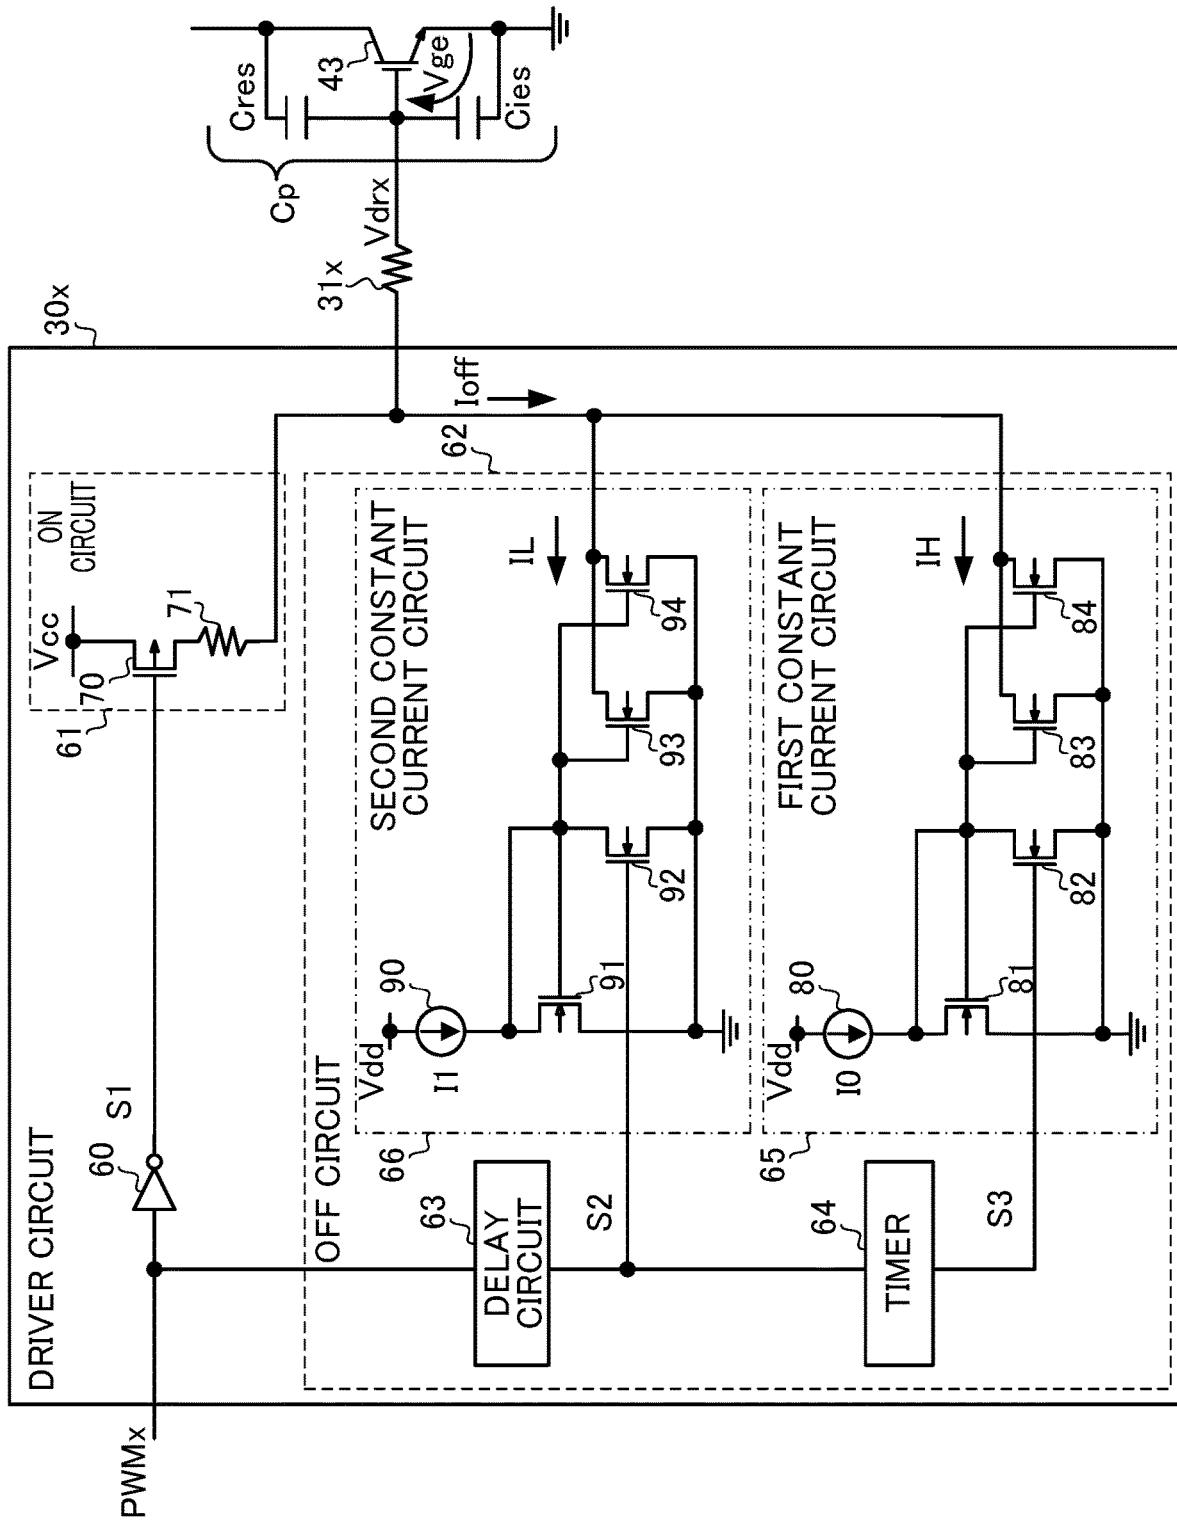 DRIVER CIRCUIT
30x
PWMx
60
S1
61
ON
CIRCUIT
Vcc
70
71
OFF CIRCUIT
62
Ioff
31x
Vdrx
Cp
Cres
43
Vge
Cies
63
DELAY
CIRCUIT
S2
64
TIMER
S3
66
SECOND CONSTANT
CURRENT CIRCUIT
Vdd
90
I1
91
92
93
94
IL
65
FIRST CONSTANT
CURRENT CIRCUIT
Vdd
80
I0
81
82
83
84
IH